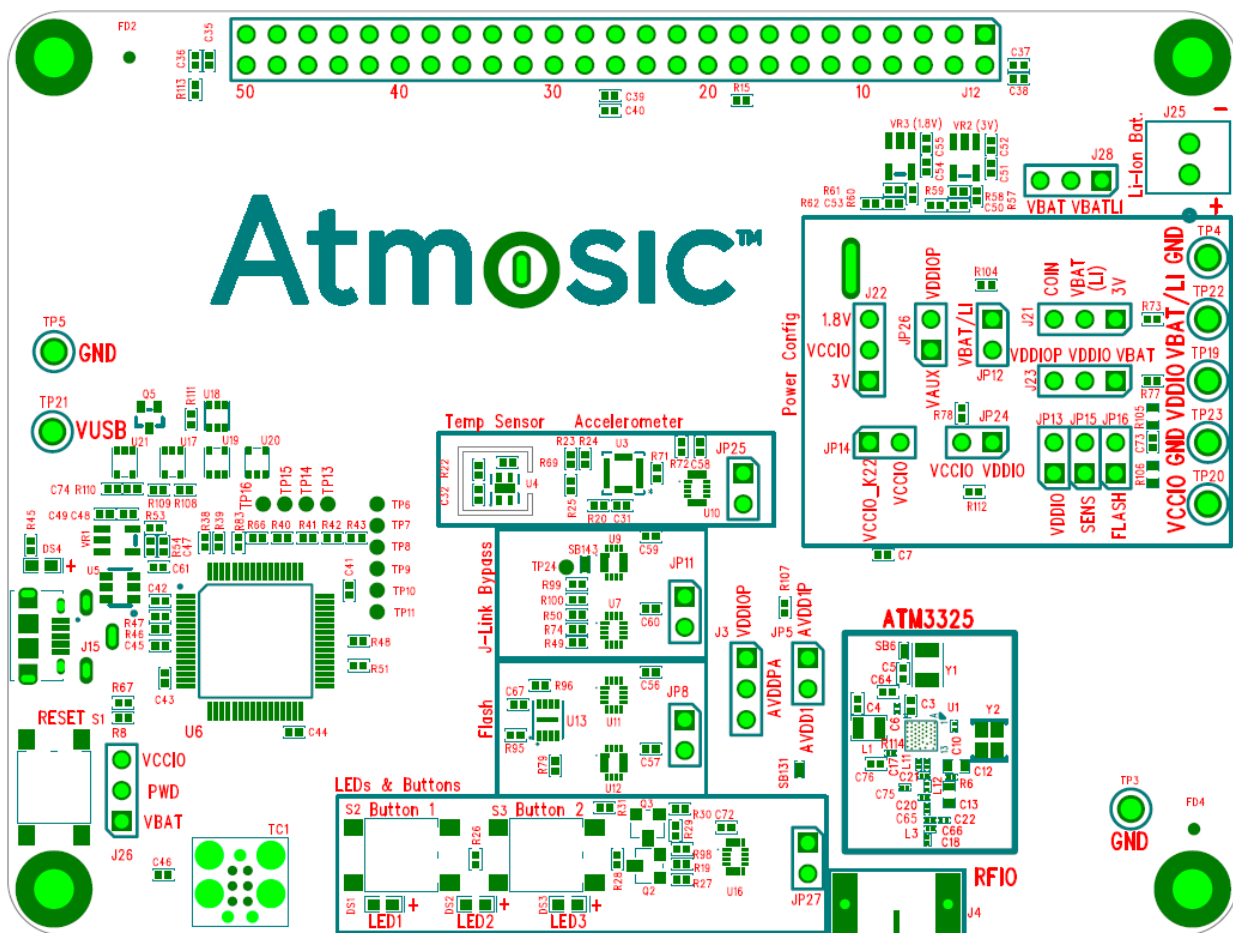 FD2
C36
C35
R113
50
40
30
C39
C40
20
R15
10
J12
C37
C38
J25
-
Li-Ion Bat.
+
VR3 (1.8V)
VR2 (3V)
C55
C54
C52
C51
J28
VBAT VBATLI
R61
R60
R62 C53
R59
R58
C50
R57
Atmosic™
TP4
GND
TP22
VBAT/LI
TP19
VDDIO
TP23
GND
TP20
VCCIO
Power Config
J22
1.8V
VCCIO
3V
VDDIOP
JP26
VAUX
R104
VBAT/LI
JP12
COIN
VBAT
(LI)
3V
J21
R73
VDDIOP VDDIO VBAT
J23
R77
R78
JP24
VCCIO VDDIO
JP14
VCCIO_K22
VCCIO
R112
JP13
JP15
JP16
VDDIO
SENS
FLASH
R105
C73
R106
C7
TP5
GND
TP21
VUSB
Q5
R111
U18
U21
U17
U19
U20
C74
R110
R109
R108
C49
C48
R53
R54
C47
VR1
C61
R45
DS4
+
U5
R38
R39
R83
R66
R40
R41
R42
R43
TP16
TP15
TP14
TP13
TP6
TP7
TP8
TP9
TP10
TP11
C41
C42
R47
R46
C45
J15
C43
R48
R51
U6
C44
R67
RESET S1
R8
VCCIO
PWD
VBAT
J26
C46
TC1
Temp Sensor
Accelerometer
R22
C32
U4
R23
R24
R69
R25
U3
R20
C31
R71
R72
C58
U10
JP25
J-Link Bypass
SB143
TP24
R99
R100
R50
R74
R49
U9
U7
C59
C60
JP11
Flash
C67
R96
U13
R95
R79
U11
U12
C56
C57
JP8
J3
VDDIOP
AVDDPA
R107
JP5
AVDD1P
AVDD1
SB131
ATM3325
SB6
C5
C64
Y1
C4
C6
C3
U1
A
1
13
Y2
L1
R114
C17
C10
C76
L11
C21
C75
L12
R6
C12
C20
C65
C13
C22
L3
C66
C18
TP3
GND
FD4
RFIO
J4
LEDs & Buttons
S2 Button 1
S3 Button 2
R26
R31
Q3
R30
R29
C72
R28
R98
R19
R27
Q2
U16
JP27
DS1
LED1
DS2
+
LED2
DS3
+
LED3